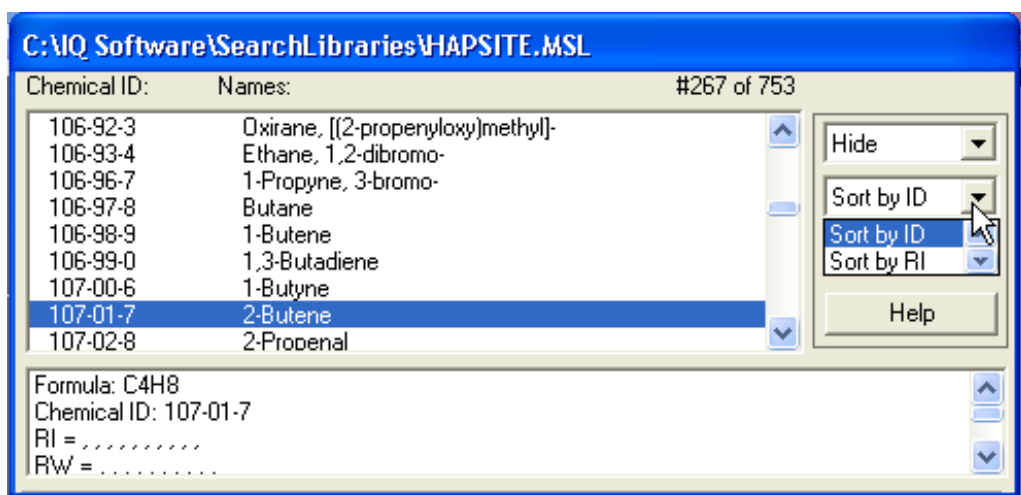 C:\IQ Software\SearchLibraries\HAPSITE.MSL
Chemical ID: Names: #267 of 753
106-92-3 Oxirane, [(2-propenyloxy)methyl]-
106-93-4 Ethane, 1,2-dibromo-
106-96-7 1-Propyne, 3-bromo-
106-97-8 Butane
106-98-9 1-Butene
106-99-0 1,3-Butadiene
107-00-6 1-Butyne
107-01-7 2-Butene
107-02-8 2-Propenal
Hide
Sort by ID
Sort by ID
Sort by RI
Help
Formula: C4H8
Chemical ID: 107-01-7
RI = , , , , , , , , , ,
RW = , , , , , , , , , ,